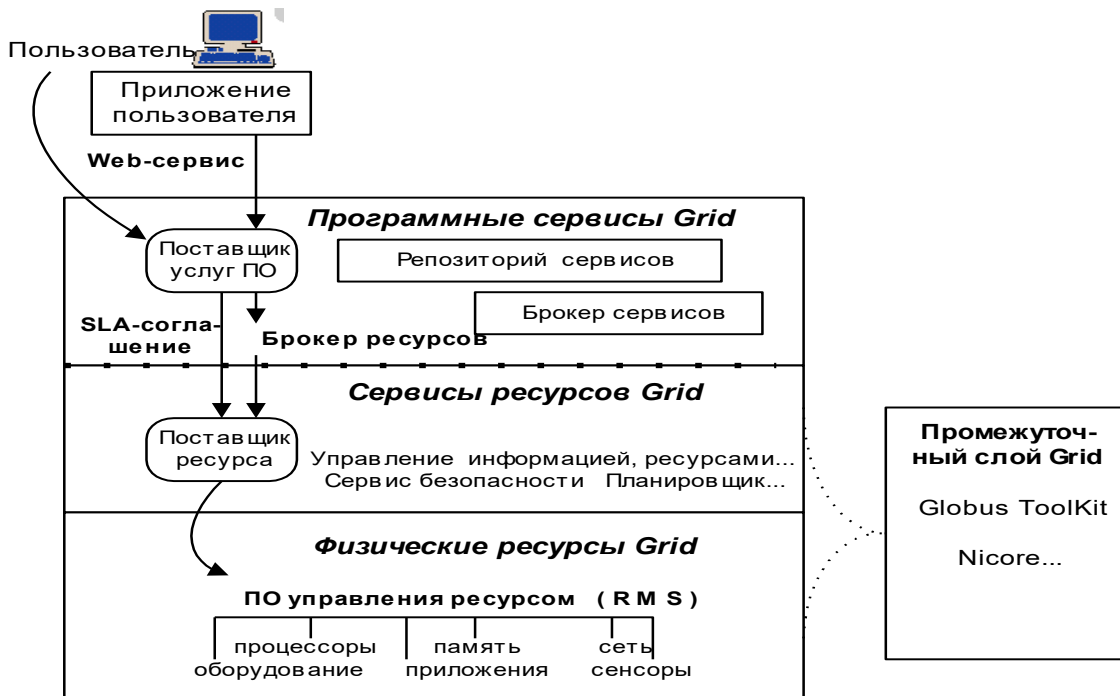 Пользователь
Приложение
пользователя
Web-сервис
Программные сервисы Grid
Поставщик
услуг ПО
Репозиторий сервисов
Брокер сервисов
SLA-согла-
шение
Брокер ресурсов
Сервисы ресурсов Grid
Поставщик
ресурса
Управление информацией, ресурсами...
Сервис безопасности Планировщик...
Промежуточ-
ный слой Grid
Globus ToolKit
Nicore...
Физические ресурсы Grid
ПО управления ресурсом (RMS)
процессоры память сеть
оборудование приложения сенсоры